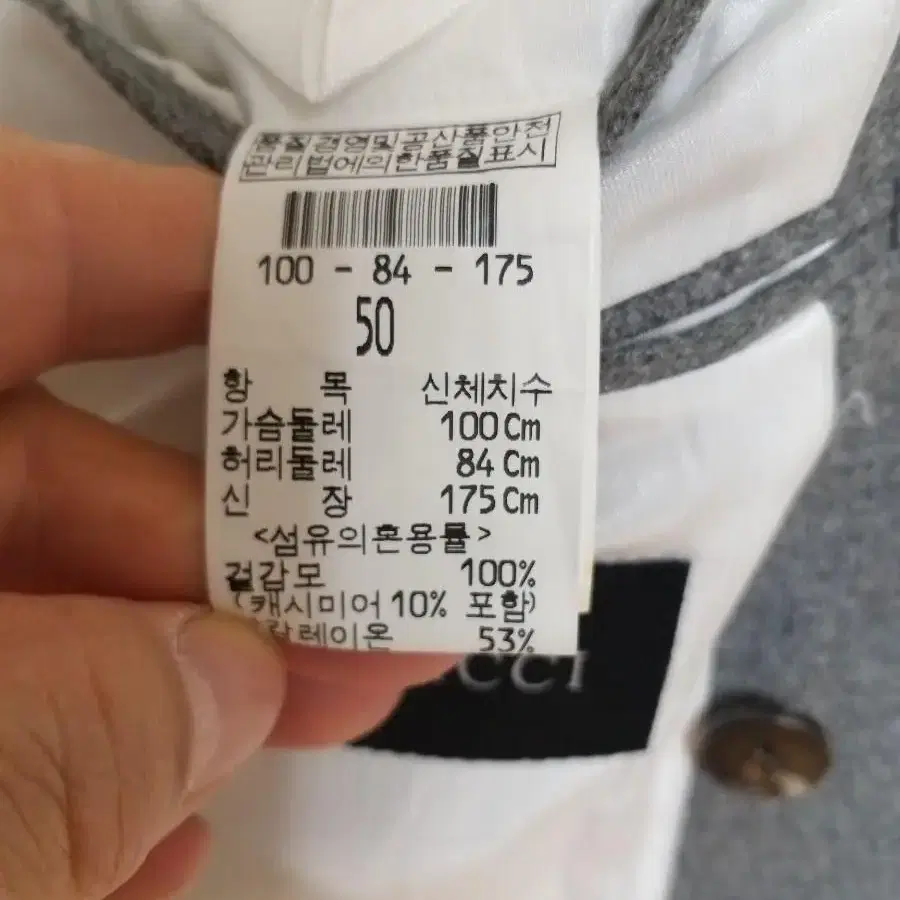 품질경영및공산품안전
관리법에의한품질표시
100 - 84 - 175
50
항 목 신체치수
가슴둘레 100Cm
허리둘레 84Cm
신 장 175Cm
<섬유의혼용률>
겉감모 100%
(캐시미어10% 포함)
레이온 53%
CCI